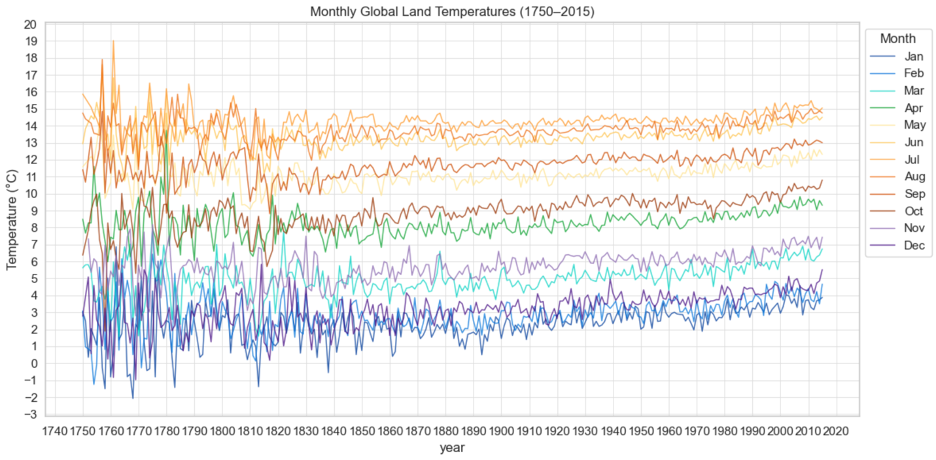 Monthly Global Land Temperatures (1750–2015)
Month
Jan
Feb
Mar
Apr
May
Jun
Jul
Aug
Sep
Oct
Nov
Dec
Temperature (°C)
20
19
18
17
16
15
14
13
12
11
10
9
8
7
6
5
4
3
2
1
0
−1
−2
−3
1740 1750 1760 1770 1780 1790 1800 1810 1820 1830 1840 1850 1860 1870 1880 1890 1900 1910 1920 1930 1940 1950 1960 1970 1980 1990 2000 2010 2020
year